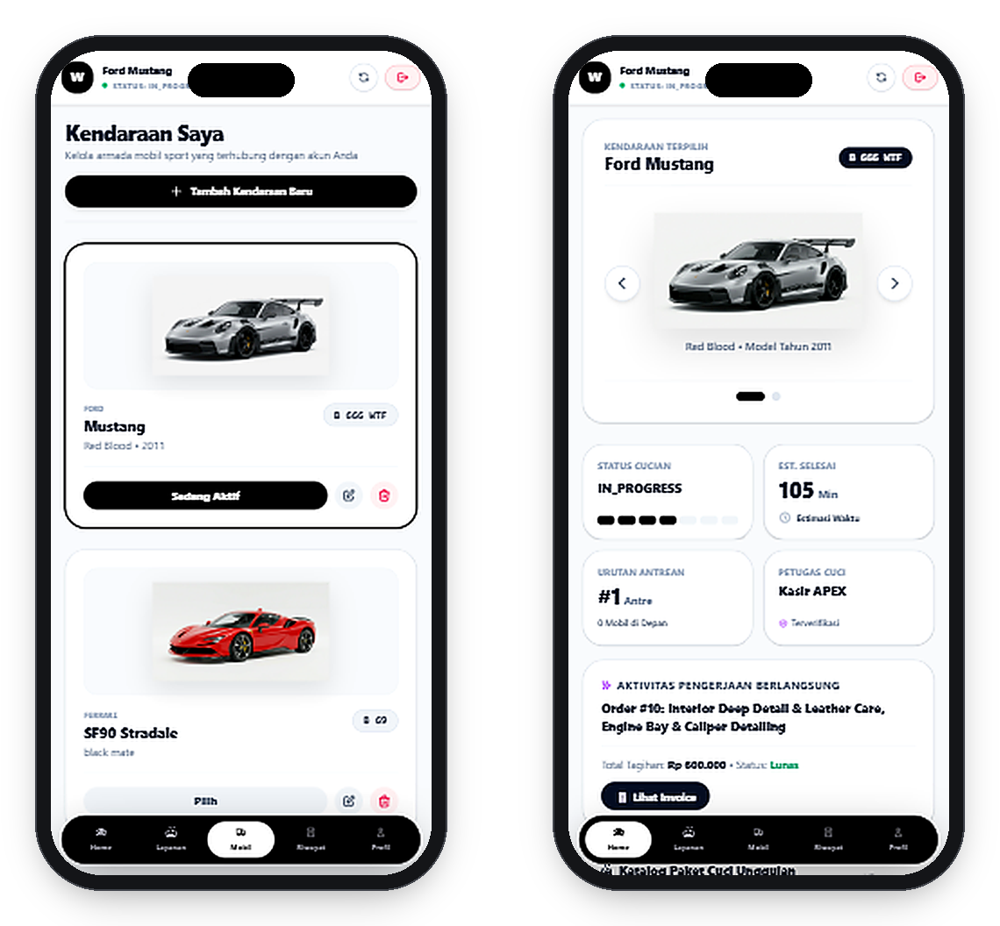 W
Ford Mustang
STATUS: IN_PROGR
Kendaraan Saya
Kelola armada mobil sport yang terhubung dengan akun Anda
+ Tambah Kendaraan Baru
FORD
B 666 WTF
Mustang
Red Blood • 2011
Sedang Aktif
FERRARI
SF90 Stradale
black mate
Pilih
Home
Layanan
Mobil
Riwayat
Profil
W
Ford Mustang
STATUS: IN_PROG
KENDARAAN TERPILIH
Ford Mustang
B 666 WTF
Red Blood • Model Tahun 2011
STATUS CUCIAN
IN_PROGRESS
EST. SELESAI
105 Min
Estimasi Waktu
URUTAN ANTREAN
#1 Antre
0 Mobil di Depan
PETUGAS CUCI
Kasir APEX
Terverifikasi
AKTIVITAS PENGERJAAN BERLANGSUNG
Order #10: Interior Deep Detail & Leather Care,
Engine Bay & Caliper Detailing
Total Tagihan: Rp 600.000 • Status: Lunas
Lihat Invoice
Home
Layanan
Mobil
Riwayat
Profil
Katalog Paket Cuci Unggulan